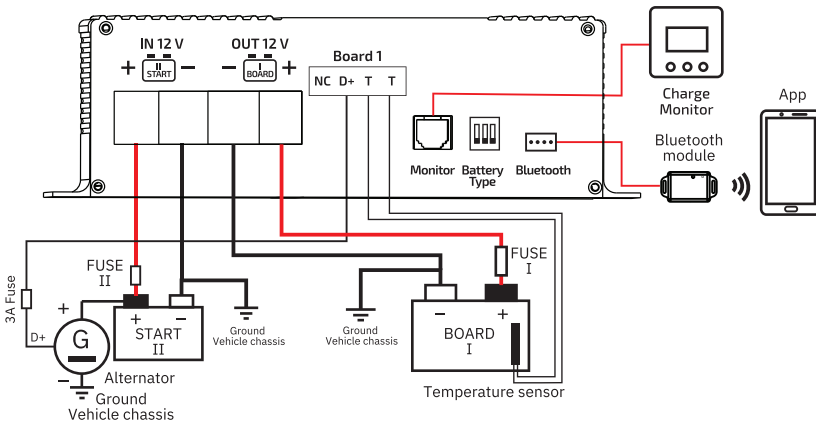 IN 12 V
OUT 12 V
+ II START −
− I BOARD +
Board 1
NC D+ T T
Monitor
Battery
Type
Bluetooth
Charge
Monitor
App
Bluetooth
module
FUSE
II
FUSE
I
3A Fuse
D+
+
G
−
Alternator
Ground
Vehicle chassis
+ −
START
II
Ground
Vehicle chassis
Ground
Vehicle chassis
− +
BOARD
I
Temperature sensor